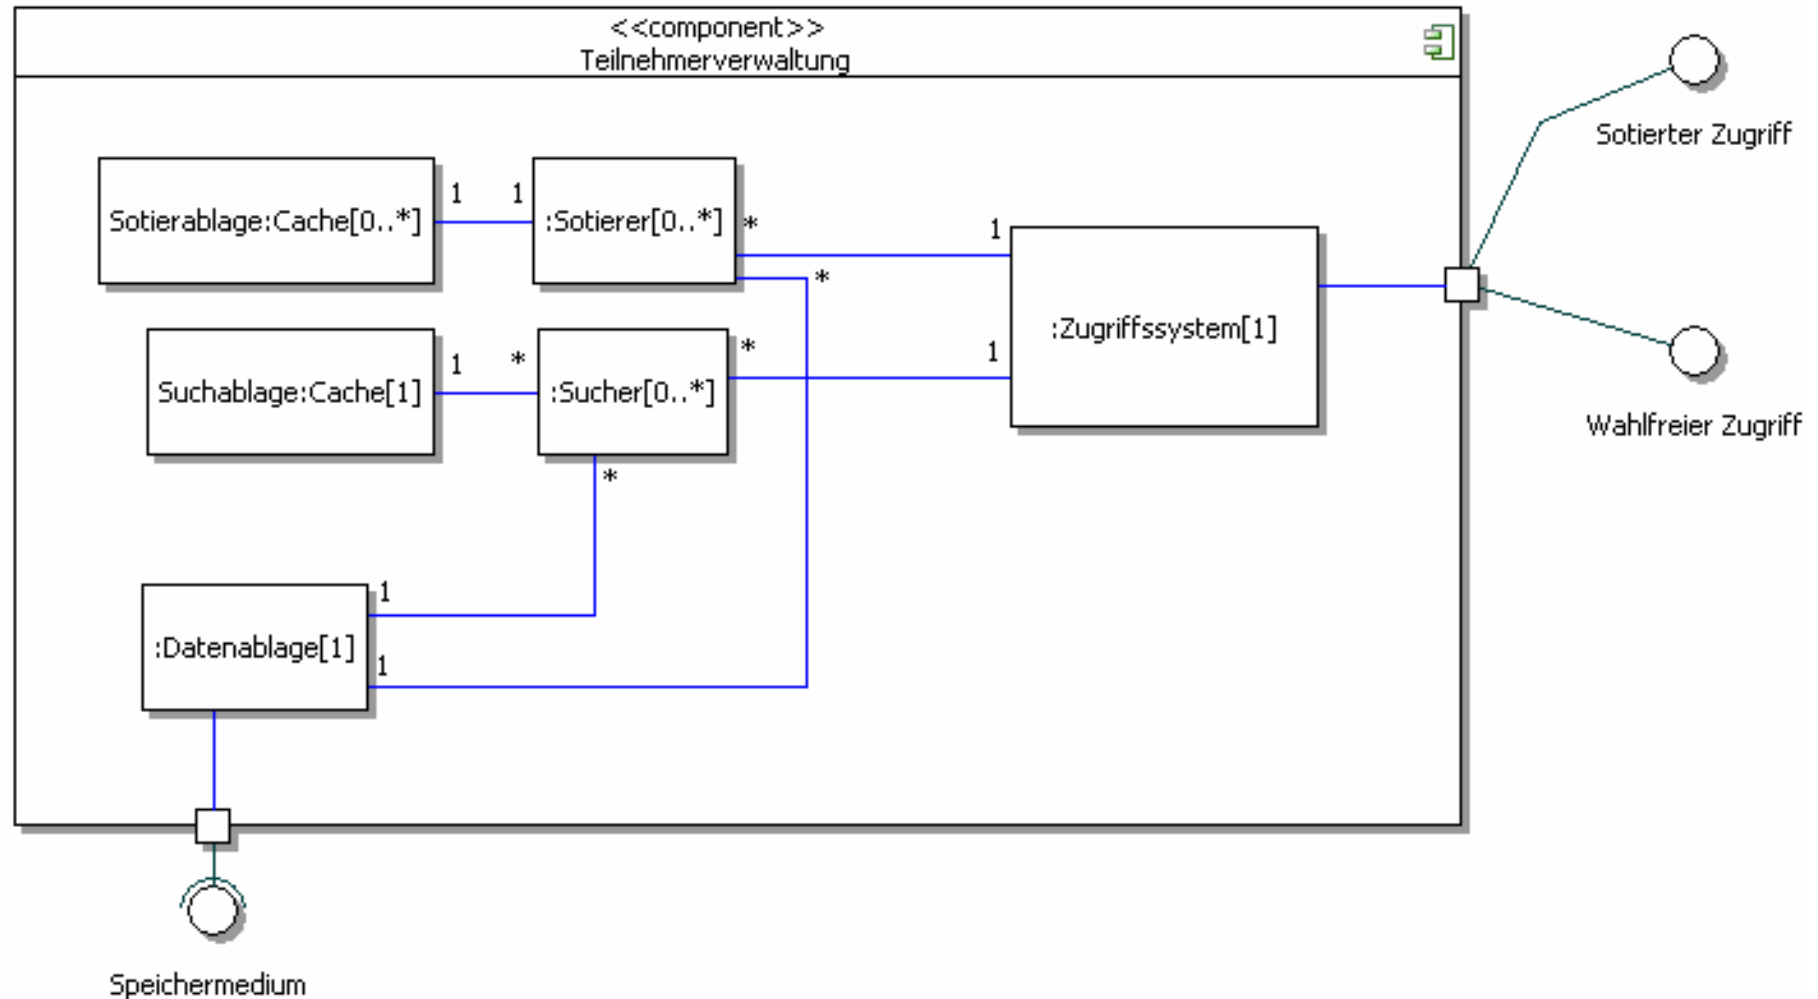 <<component>>
Teilnehmerverwaltung
Sotierter Zugriff
1 1
Sotierablage:Cache[0..*]
:Sotierer[0..*]
*
1
*
1
*
*
1
:Zugriffssystem[1]
Suchablage:Cache[1]
:Sucher[0..*]
Wahlfreier Zugriff
*
1
:Datenablage[1]
1
Speichermedium